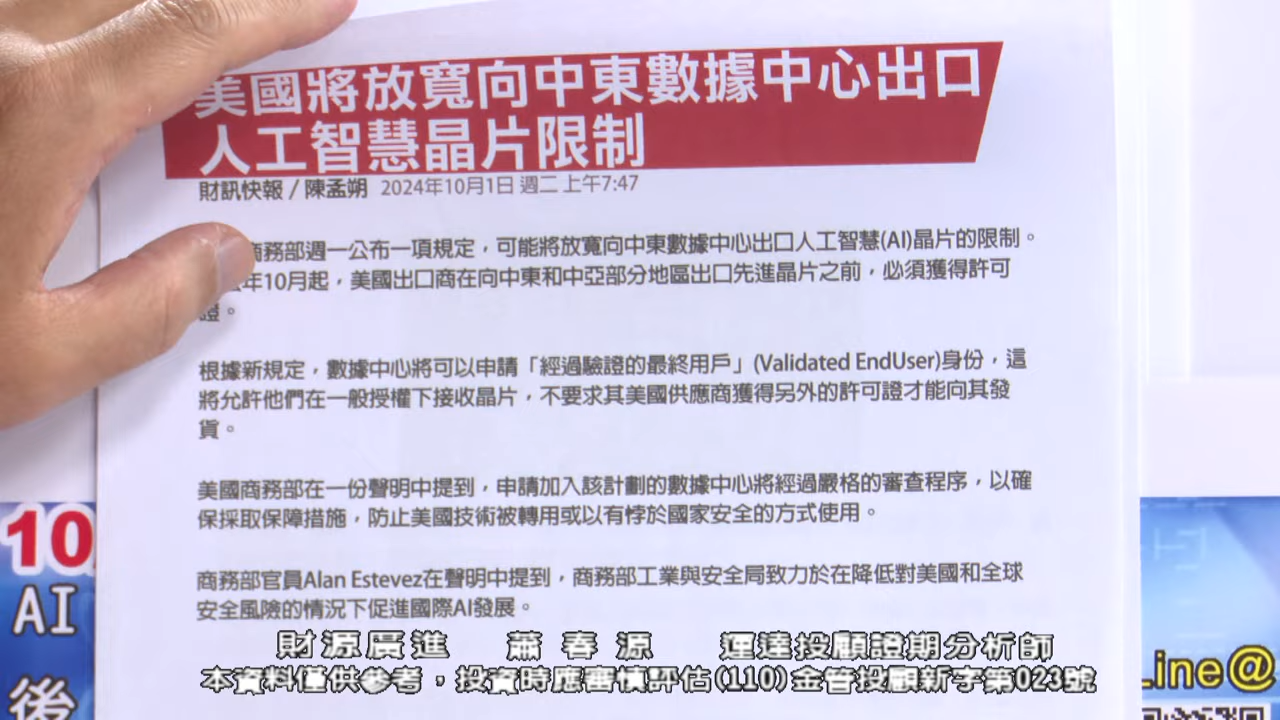 美國將放寬向中東數據中心出口
人工智慧晶片限制
財訊快報 / 陳孟朔 2024年10月1日 週二 上午7:47
商務部週一公布一項規定，可能將放寬向中東數據中心出口人工智慧(AI)晶片的限制。
年10月起，美國出口商在向中東和中亞部分地區出口先進晶片之前，必須獲得許可
證。
根據新規定，數據中心將可以申請「經過驗證的最終用戶」(Validated EndUser)身份，這
將允許他們在一般授權下接收晶片，不要求其美國供應商獲得另外的許可證才能向其發
貨。
美國商務部在一份聲明中提到，申請加入該計劃的數據中心將經過嚴格的審查程序，以確
保採取保障措施，防止美國技術被轉用或以有悖於國家安全的方式使用。
商務部官員Alan Estevez在聲明中提到，商務部工業與安全局致力於在降低對美國和全球
安全風險的情況下促進國際AI發展。
財源廣進 蕭春源 運達投顧證期分析師
本資料僅供參考，投資時應審慎評估(110)金管投顧新字第023號
10
AI
後
Line@